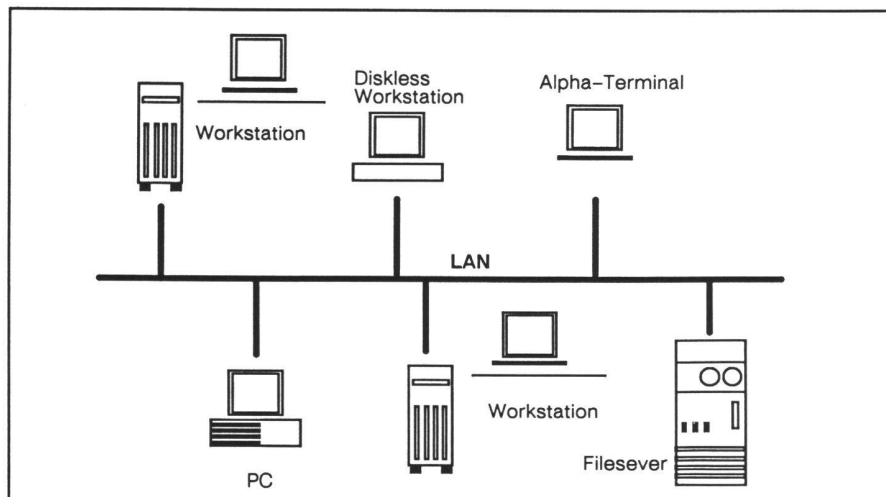 Diskless
Workstation
Alpha-Terminal
Workstation
LAN
Workstation
PC
Filesever